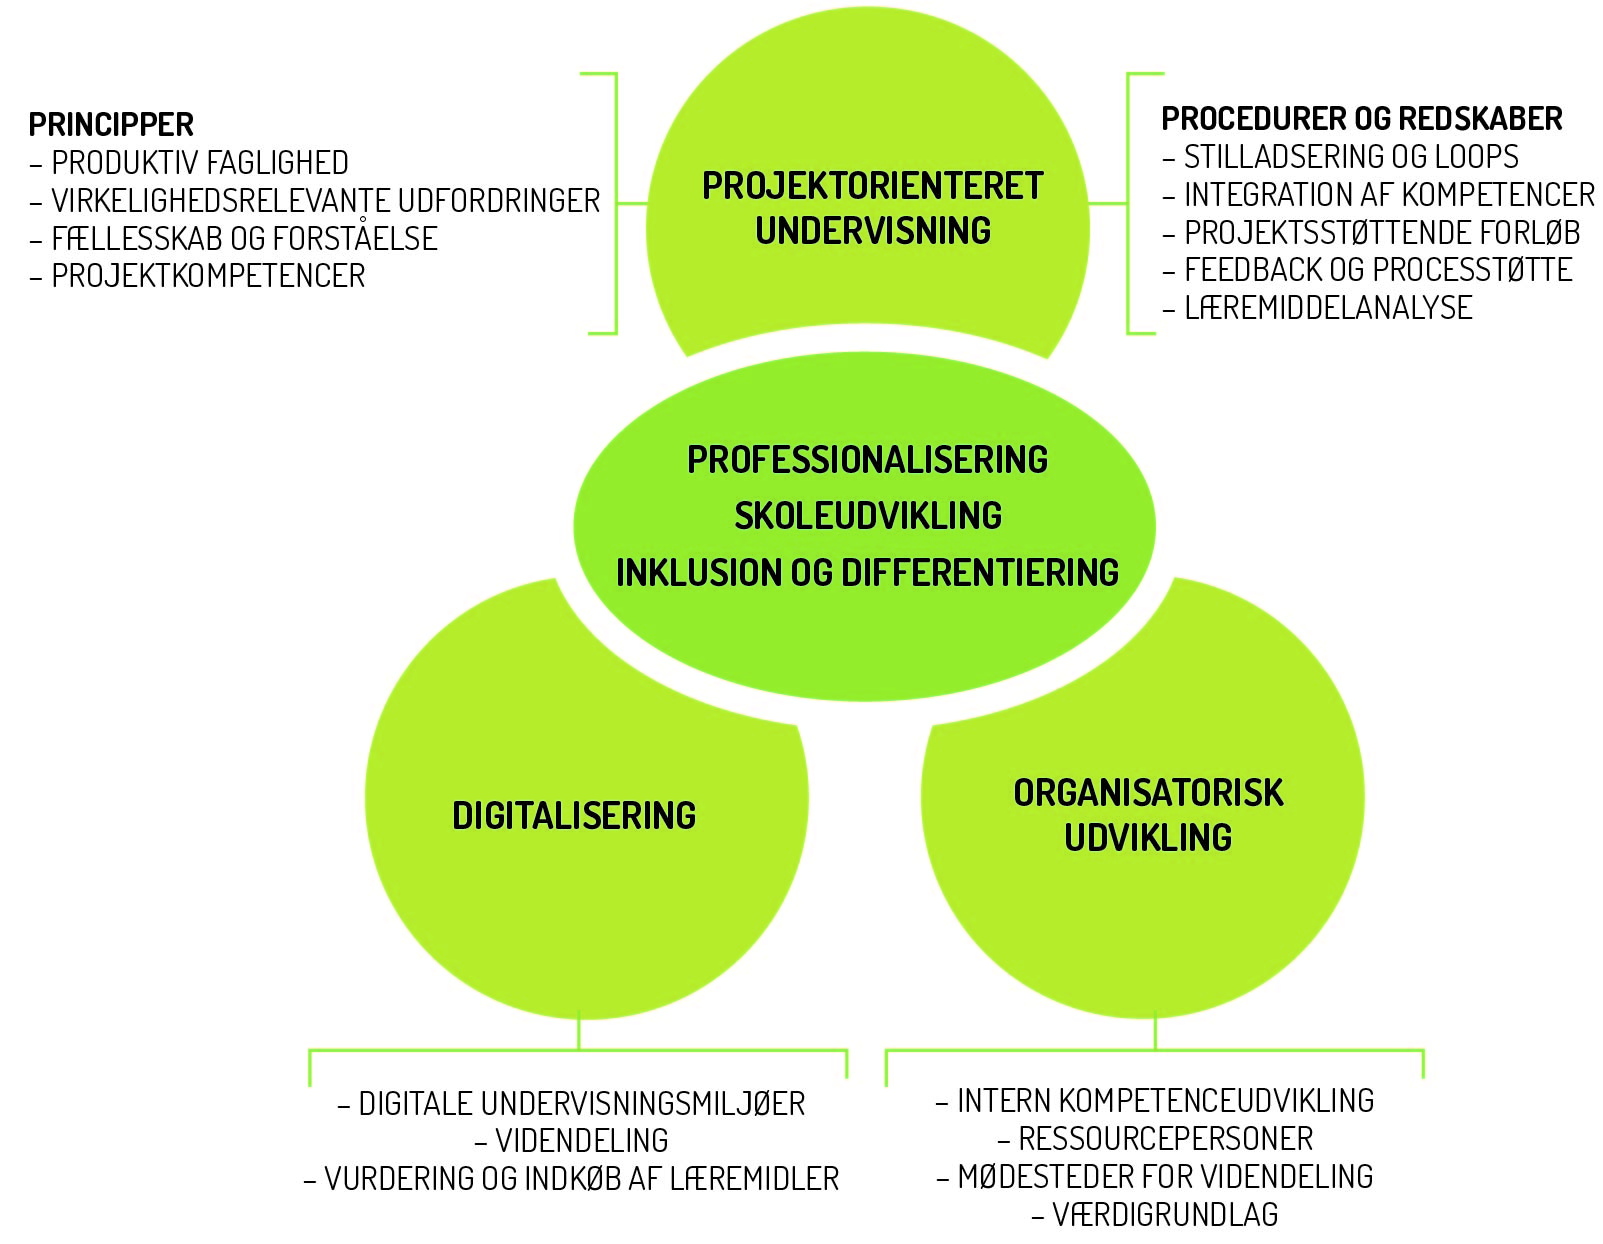 PRINCIPPER
– PRODUKTIV FAGLIGHED
– VIRKELIGHEDSRELEVANTE UDFORDRINGER
– FÆLLESSKAB OG FORSTÅELSE
– PROJEKTKOMPETENCER
PROJEKTORIENTERET
UNDERVISNING
PROCEDURER OG REDSKABER
– STILLADSERING OG LOOPS
– INTEGRATION AF KOMPETENCER
– PROJEKTSSTØTTENDE FORLØB
– FEEDBACK OG PROCESSTØTTE
– LÆREMIDDELANALYSE
PROFESSIONALISERING
SKOLEUDVIKLING
INKLUSION OG DIFFERENTIERING
DIGITALISERING
ORGANISATORISK
UDVIKLING
– DIGITALE UNDERVISNINGSMILJØER
– VIDENDELING
– VURDERING OG INDKØB AF LÆREMIDLER
– INTERN KOMPETENCEUDVIKLING
– RESSOURCEPERSONER
– MØDESTEDER FOR VIDENDELING
– VÆRDIGRUNDLAG